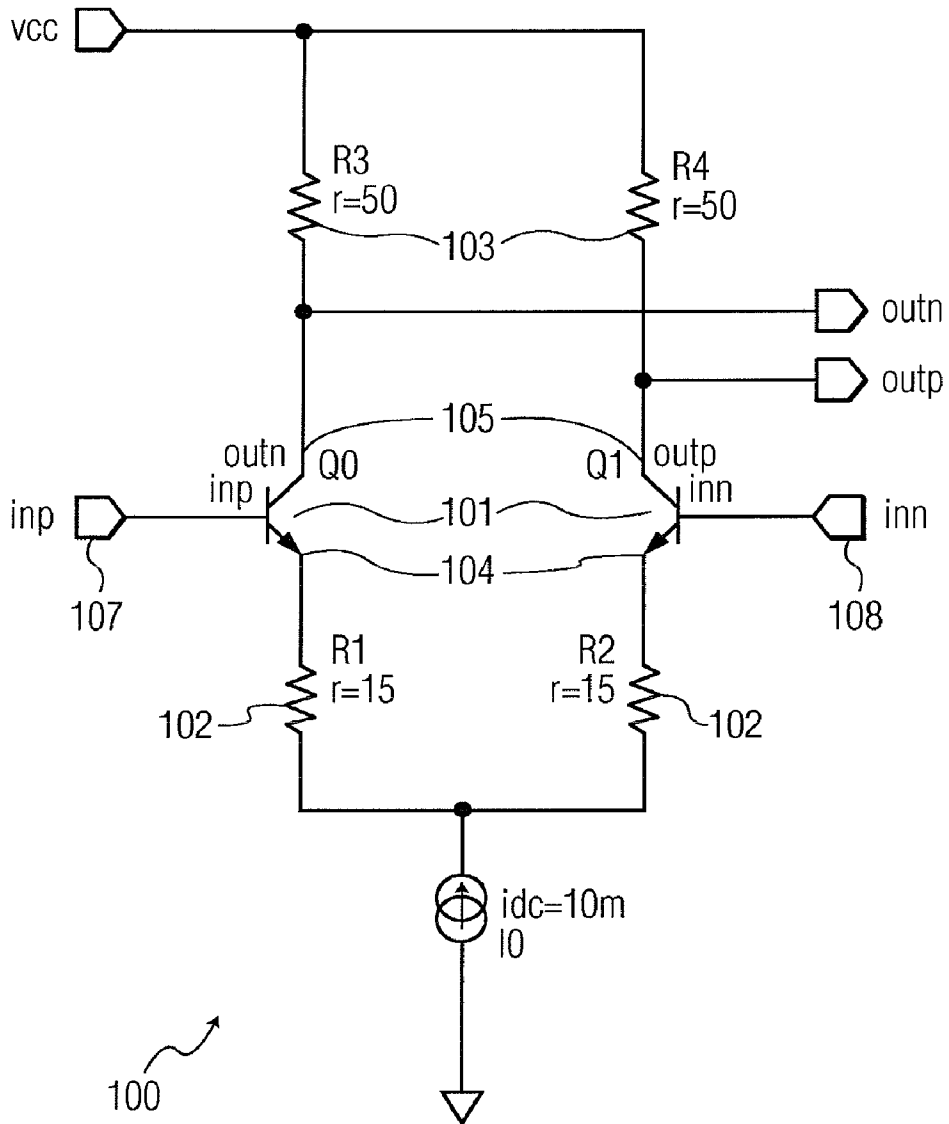 vcc
R3
r=50
R4
r=50
103
outn
outp
105
outn
Q0
Q1
outp
inp
inn
inp
101
inn
104
107
108
R1
r=15
R2
r=15
102
102
idc=10m
I0
100